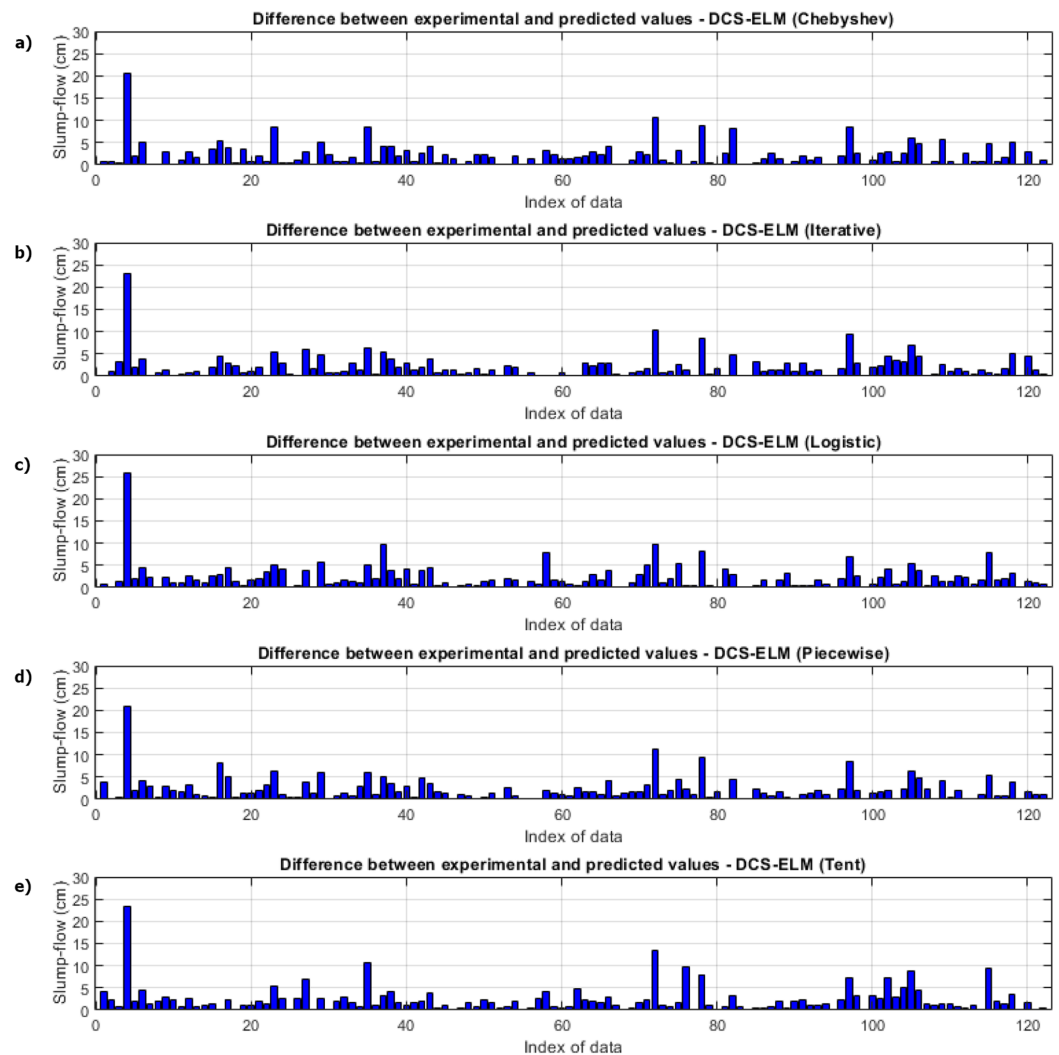 Difference between experimental and predicted values - DCS-ELM (Chebyshev)
a)
Slump-flow (cm)
30
25
20
15
10
5
0
0 20 40 60 80 100 120
Index of data
Difference between experimental and predicted values - DCS-ELM (Iterative)
b)
Slump-flow (cm)
30
25
20
15
10
5
0
0 20 40 60 80 100 120
Index of data
Difference between experimental and predicted values - DCS-ELM (Logistic)
c)
Slump-flow (cm)
30
25
20
15
10
5
0
0 20 40 60 80 100 120
Index of data
Difference between experimental and predicted values - DCS-ELM (Piecewise)
d)
Slump-flow (cm)
30
25
20
15
10
5
0
0 20 40 60 80 100 120
Index of data
Difference between experimental and predicted values - DCS-ELM (Tent)
e)
Slump-flow (cm)
30
25
20
15
10
5
0
0 20 40 60 80 100 120
Index of data